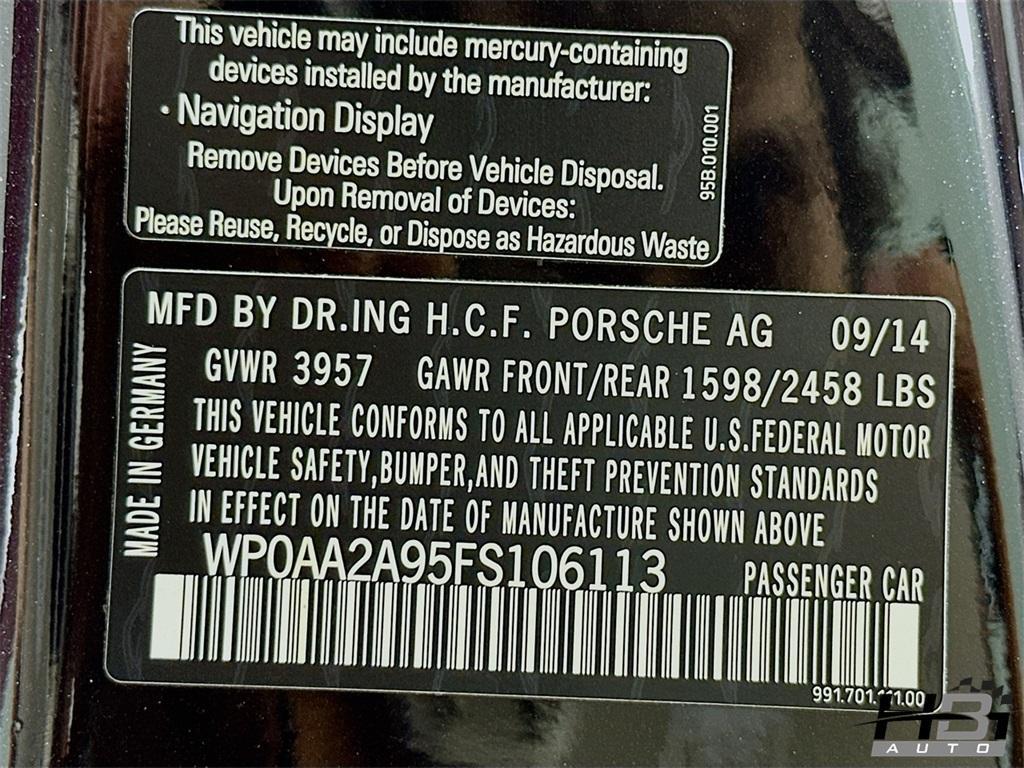 This vehicle may include mercury-containing
devices installed by the manufacturer:
· Navigation Display
Remove Devices Before Vehicle Disposal.
Upon Removal of Devices:
Please Reuse, Recycle, or Dispose as Hazardous Waste
95B.010.001
MFD BY DR.ING H.C.F. PORSCHE AG 09/14
GVWR 3957 GAWR FRONT/REAR 1598/2458 LBS
THIS VEHICLE CONFORMS TO ALL APPLICABLE U.S.FEDERAL MOTOR
VEHICLE SAFETY,BUMPER,AND THEFT PREVENTION STANDARDS
IN EFFECT ON THE DATE OF MANUFACTURE SHOWN ABOVE
MADE IN GERMANY
WP0AA2A95FS106113 PASSENGER CAR
HBI
AUTO